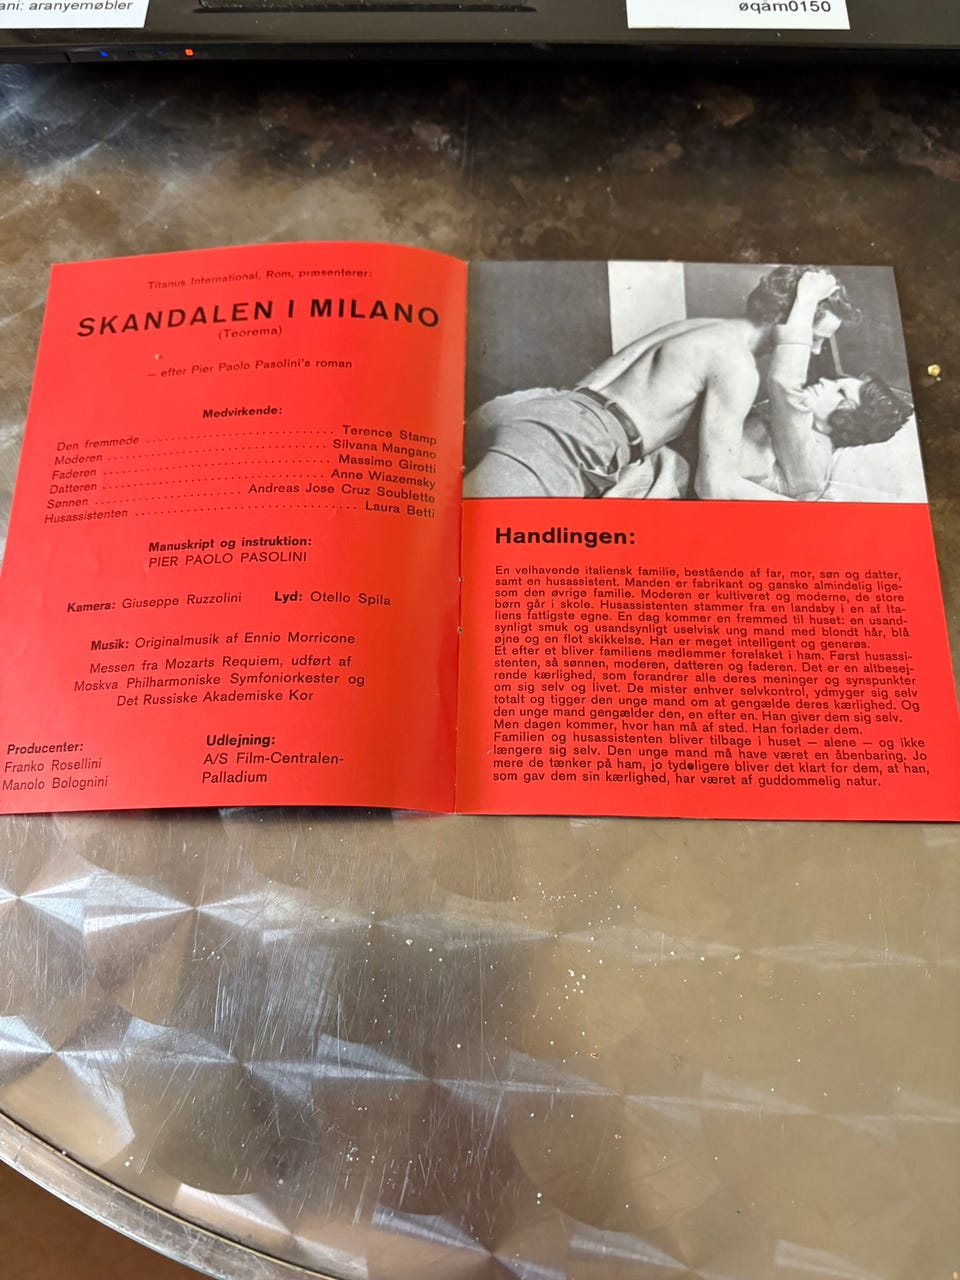 ani: aranyemøbler
øqam0150
Titanus International, Rom, præsenterer:
SKANDALEN I MILANO
(Teorema)
— efter Pier Paolo Pasolini's roman
Medvirkende:
Den fremmede ........ Terence Stamp
Moderen ........ Silvana Mangano
Faderen ........ Massimo Girotti
Datteren ........ Anne Wiazemsky
Sønnen ........ Andreas Jose Cruz Soublette
Husassistenten ........ Laura Betti
Manuskript og instruktion:
PIER PAOLO PASOLINI
Kamera: Giuseppe Ruzzolini Lyd: Otello Spila
Musik: Originalmusik af Ennio Morricone
Messen fra Mozarts Requiem, udført af
Moskva Philharmoniske Symfoniorkester og
Det Russiske Akademiske Kor
Producenter:
Franko Rosellini
Manolo Bolognini
Udlejning:
A/S Film-Centralen-
Palladium
Handlingen:
En velhavende italiensk familie, bestående af far, mor, søn og datter,
samt en husassistent. Manden er fabrikant og ganske almindelig lige-
som den øvrige familie. Moderen er kultiveret og moderne, de store
børn går i skole. Husassistenten stammer fra en landsby i en af Ita-
liens fattigste egne. En dag kommer en fremmed til huset: en usand-
synligt smuk og usandsynligt uselvisk ung mand med blondt hår, blå
øjne og en flot skikkelse. Han er meget intelligent og generøs.
Et efter et bliver familiens medlemmer forelsket i ham. Først husassi-
stenten, så sønnen, moderen, datteren og faderen. Det er en altbesej-
rende kærlighed, som forandrer alle deres meninger og synspunkter
om sig selv og livet. De mister enhver selvkontrol, ydmyger sig selv
totalt og tigger den unge mand om at gengælde deres kærlighed. Og
den unge mand gengælder den, en efter en. Han giver dem sig selv.
Men dagen kommer, hvor han må af sted. Han forlader dem.
Familien og husassistenten bliver tilbage i huset — alene — og ikke
længere sig selv. Den unge mand må have været en åbenbaring. Jo
mere de tænker på ham, jo tydeligere bliver det klart for dem, at han,
som gav dem sin kærlighed, har været af guddommelig natur.